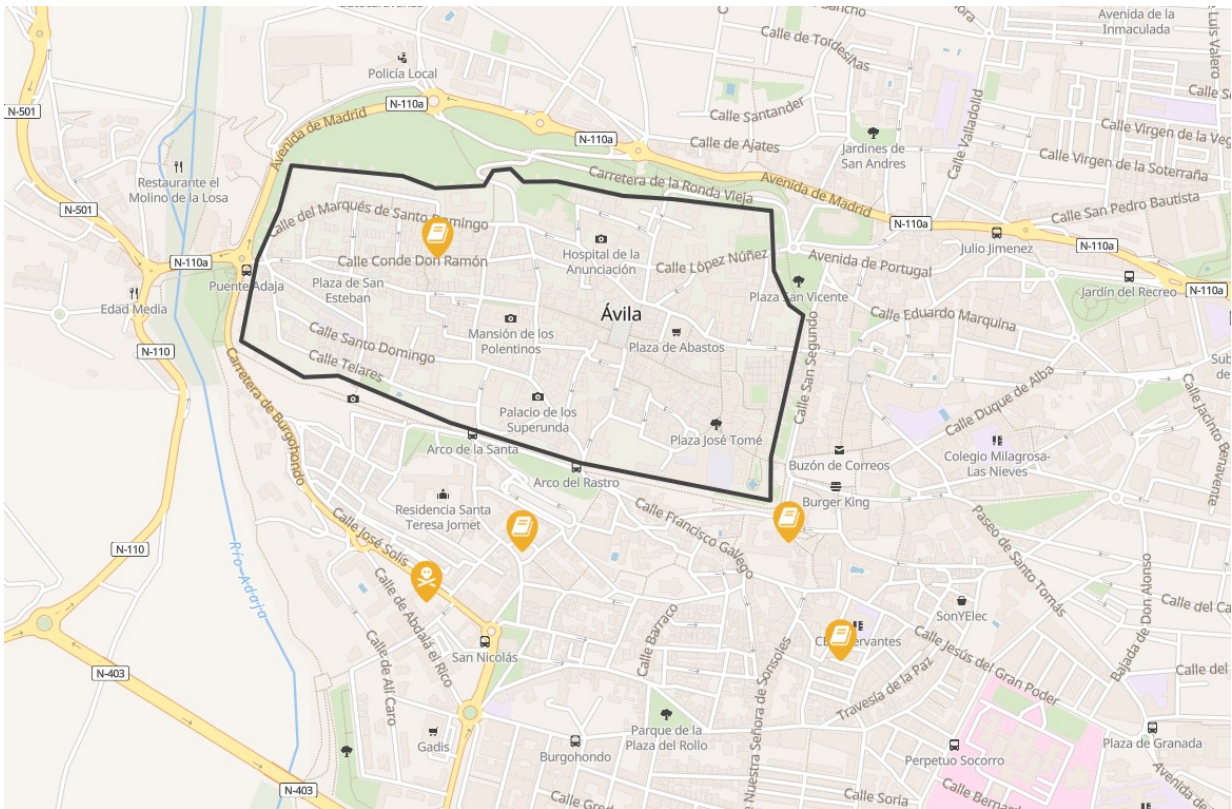 Calle de Tordesillas
Avenida de la
Inmaculada
Policía Local
N-501
Avenida de Madrid
N-110a
N-110a
Calle Santander
Calle Valladolid
Calle Virgen de la
Calle de Ajates
Jardines de
San Andres
Calle Virgen de la Soterraña
Restaurante el
Molino de la Losa
Carretera de la Ronda Vieja
Avenida de Madrid
N-501
Calle del Marqués de Santo Domingo
N-110a
Calle San Pedro Bautista
Julio Jimenez
N-110a
Hospital de la
Anunciación
Calle López Núñez
Avenida de Portugal
N-110a
Calle Conde Don Ramón
Puente Adaja
Plaza de San
Esteban
Plaza San Vicente
Jardín del Recreo
N-110a
Edad Media
Ávila
Calle Eduardo Marquina
Mansión de los
Polentinos
Plaza de Abastos
Calle Santo Domingo
N-110
Calle Telares
Calle San Segundo
Calle Duque de Alba
Calle Jacinto Benavente
Carretera de Burgohondo
Palacio de los
Superunda
Plaza José Tomé
Arco de la Santa
Buzón de Correos
Colegio Milagrosa-
Las Nieves
Arco del Rastro
Burger King
Residencia Santa
Teresa Jornet
Calle Francisco Gallego
Paseo de Santo Tomás
Calle José Solís
N-110
Río Adaja
Calle de Abdalá el Rico
Bajada de Don Alonso
SonYElec
Calle Barraco
Calle Jesús del Gran Poder
San Nicolás
Calle de Alí Caro
Nuestra Señora de Sonsoles
Travesía de la Paz
N-403
Parque de la
Plaza del Rollo
Gadis
Burgohondo
Perpetuo Socorro
Plaza de Granada
N-403
Calle Soria